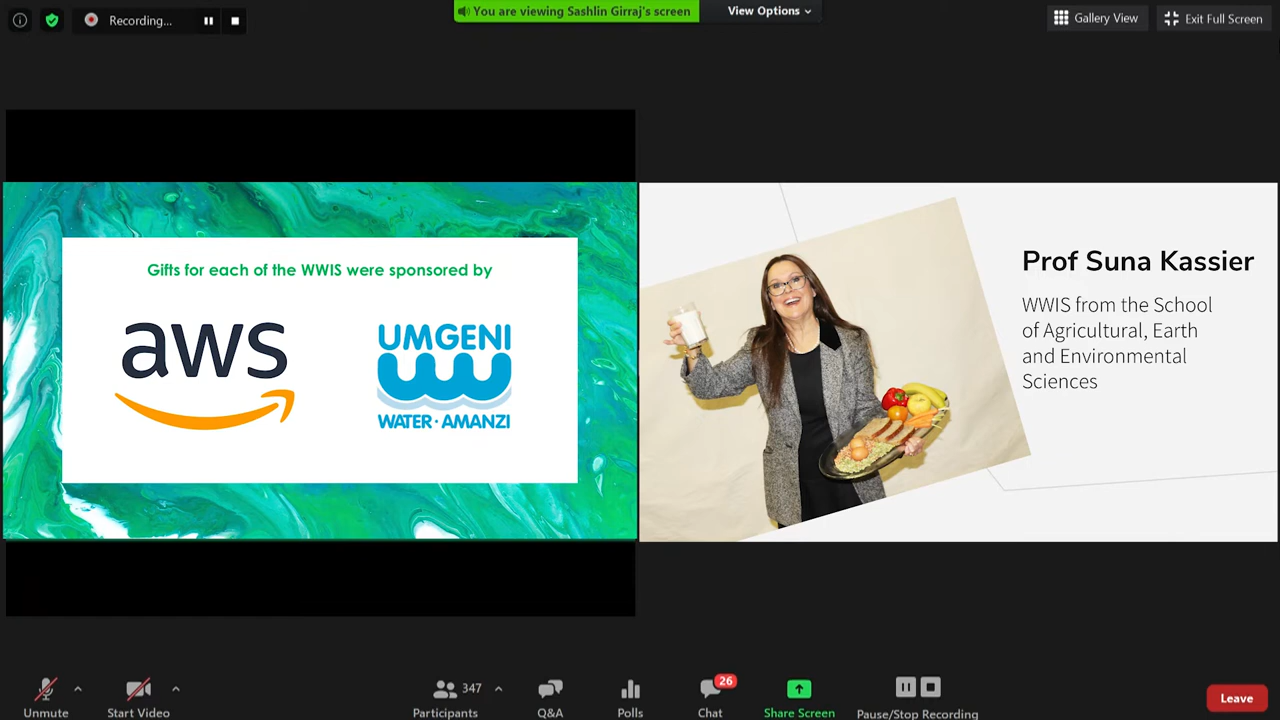 Recording...
You are viewing Sashlin Girraj's screen
View Options
Gallery View
Exit Full Screen
Gifts for each of the WWIS were sponsored by
aws
UMGENI
WATER · AMANZI
Prof Suna Kassier
WWIS from the School
of Agricultural, Earth
and Environmental
Sciences
Unmute
Start Video
347
Participants
Q&A
Polls
26
Chat
Share Screen
Pause/Stop Recording
Leave